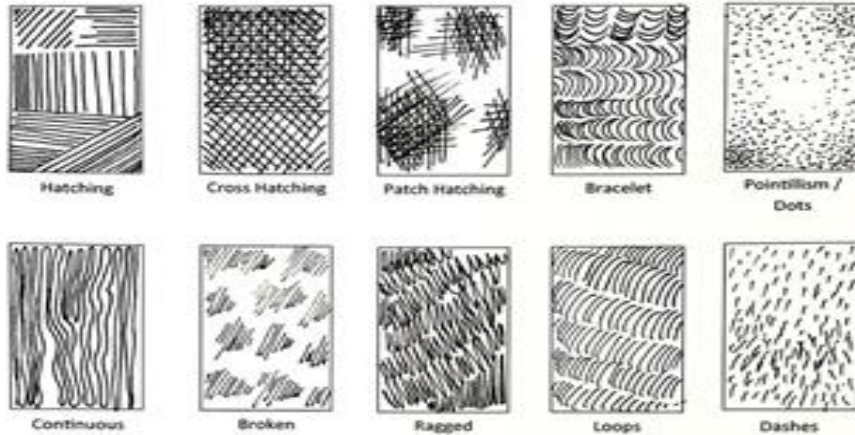 Hatching
Cross Hatching
Patch Hatching
Bracelet
Pointillism /
Dots
Continuous
Broken
Ragged
Loops
Dashes